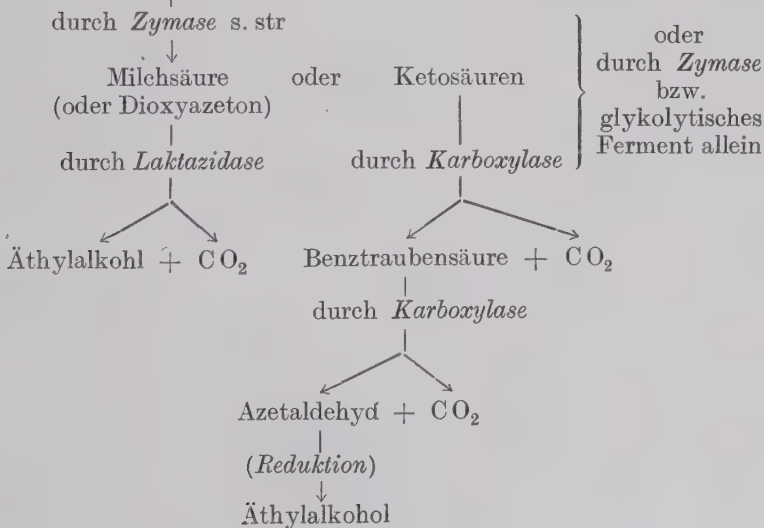 durch Zymase s. str
Milchsäure oder Ketosäuren
(oder Dioxyazeton)
durch Laktazidase durch Karboxylase
oder
durch Zymase
bzw.
glykolytisches
Ferment allein
Äthylalkohl + CO₂ Benztraubensäure + CO₂
durch Karboxylase
Azetaldehyd + CO₂
(Reduktion)
Äthylalkohol